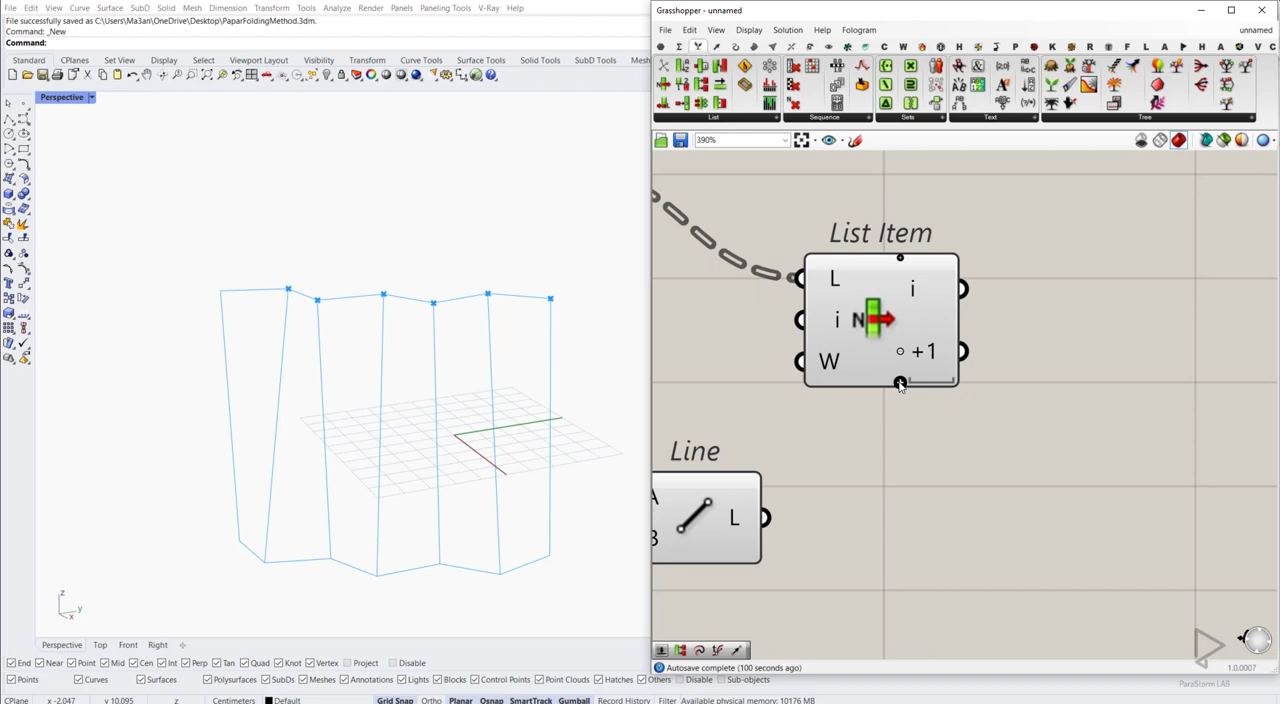 File Edit View Curve Surface SubD Solid Mesh Dimension Transform Tools Analyze Render Panels Paneling Tools V-Ray Help
File successfully saved as C:\Users\Ma3an\OneDrive\Desktop\PaparFoldingMethod.3dm.
Command: _New
Command:
Standard CPlanes Set View Display Select Viewport Layout Visibility Transform Curve Tools Surface Tools Solid Tools SubD Tools Mesh
Perspective
z
y
x
Perspective Top Front Right
End Near Point Mid Cen Int Perp Tan Quad Knot Vertex Project Disable
Points Curves Surfaces Polysurfaces SubDs Meshes Annotations Lights Blocks Control Points Point Clouds Hatches Others Disable Sub-objects
CPlane x -2.047 y 10.095 z Centimeters Default Grid Snap Ortho Planar Osnap SmartTrack Gumball Record History Filter Available physical memory: 10176 MB
Grasshopper - unnamed
File Edit View Display Solution Help Fologram unnamed
List Sequence Sets Text Tree
390%
List Item
L i
i N
W +1
Line
A L
B
Autosave complete (100 seconds ago)
1.0.0007
ParaStorm LAB